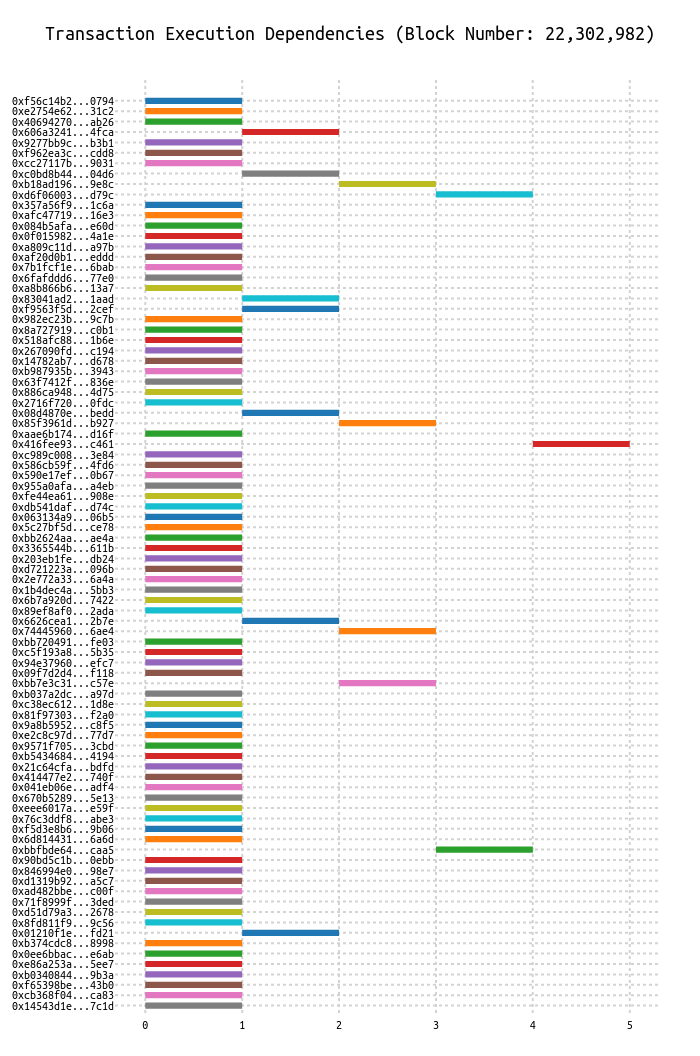 Transaction Execution Dependencies (Block Number: 22,302,982)
0xf56c14b2...0794
0xe2754e62...31c2
0x40694270...ab26
0x606a3241...4fca
0x9277bb9c...b3b1
0xf962ea3c...cdd8
0xcc27117b...9031
0xc0bd8b44...04d6
0xb18ad196...9e8c
0xd6f06003...d79c
0x357a56f9...1c6a
0xafc47719...16e3
0x084b5afa...e60d
0x0f015982...4a1e
0xa809c11d...a97b
0xaf20d0b1...eddd
0x7b1fcf1e...6bab
0x6fafddd6...77e0
0xa8b866b6...13a7
0x83041ad2...1aad
0xf9563f5d...2cef
0x982ec23b...9c7b
0x8a727919...c0b1
0x518afc88...1b6e
0x267090fd...c194
0x14782ab7...d678
0xb987935b...3943
0x63f7412f...836e
0x886ca948...4d75
0x2716f720...0fdc
0x08d4870e...bedd
0x85f3961d...b927
0xaae6b174...d16f
0x416fee93...c461
0xc989c008...3e84
0x586cb59f...4fd6
0x590e17ef...0b67
0x955a0afa...a4eb
0xfe44ea61...908e
0xdb541daf...d74c
0x063134a9...06b5
0x5c27bf5d...ce78
0xbb2624aa...ae4a
0x3365544b...611b
0x203eb1fe...db24
0xd721223a...096b
0x2e772a33...6a4a
0x1b4dec4a...5bb3
0x6b7a920d...7422
0x89ef8af0...2ada
0x6626cea1...2b7e
0x74445960...6ae4
0xbb720491...fe03
0xc5f193a8...5b35
0x94e37960...efc7
0x09f7d2d4...f118
0xbb7e3c31...c57e
0xb037a2dc...a97d
0xc38ec612...1d8e
0x81f97303...f2a0
0x9a8b5952...c8f5
0xe2c8c97d...77d7
0x9571f705...3cbd
0xb5434684...4194
0x21c64cfa...bdfd
0x414477e2...740f
0x041eb06e...adf4
0x670b5289...5e13
0xeee6017a...e59f
0x76c3ddf8...abe3
0xf5d3e8b6...9b06
0x6d814431...6a6d
0xbbfbde64...caa5
0x90bd5c1b...0ebb
0x846994e0...98e7
0xd1319b92...a5c7
0xad482bbe...c00f
0x71f8999f...3ded
0xd51d79a3...2678
0x8fd811f9...9c56
0x01210f1e...fd21
0xb374cdc8...8998
0x0ee6bbac...e6ab
0xe86a253a...5ee7
0xb0340844...9b3a
0xf65398be...43b0
0xcb368f04...ca83
0x14543d1e...7c1d
0 1 2 3 4 5